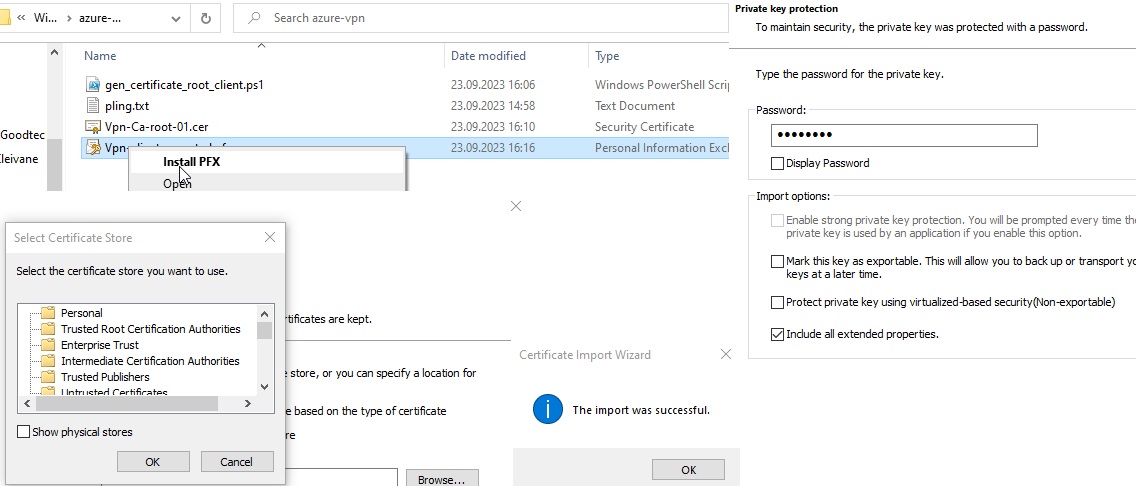 Wi...
azure-...
Search azure-vpn
Name
Date modified
Type
gen_certificate_root_client.ps1
23.09.2023 16:06
Windows PowerShell Scrip
pling.txt
23.09.2023 14:58
Text Document
Vpn-Ca-root-01.cer
23.09.2023 16:10
Security Certificate
23.09.2023 16:16
Personal Information Excl
Goodtec
Install PFX
Open
Private key protection
To maintain security, the private key was protected with a password.
Type the password for the private key.
Password:
●●●●●●●●
Display Password
Import options:
Enable strong private key protection. You will be prompted every time the
private key is used by an application if you enable this option.
Mark this key as exportable. This will allow you to back up or transport yo
keys at a later time.
Protect private key using virtualized-based security(Non-exportable)
Include all extended properties.
Select Certificate Store
Select the certificate store you want to use.
Personal
Trusted Root Certification Authorities
Enterprise Trust
Intermediate Certification Authorities
Trusted Publishers
Untrusted Certificates
Show physical stores
OK
Cancel
rtificates are kept.
e store, or you can specify a location for
e based on the type of certificate
re
Browse...
Certificate Import Wizard
The import was successful.
OK